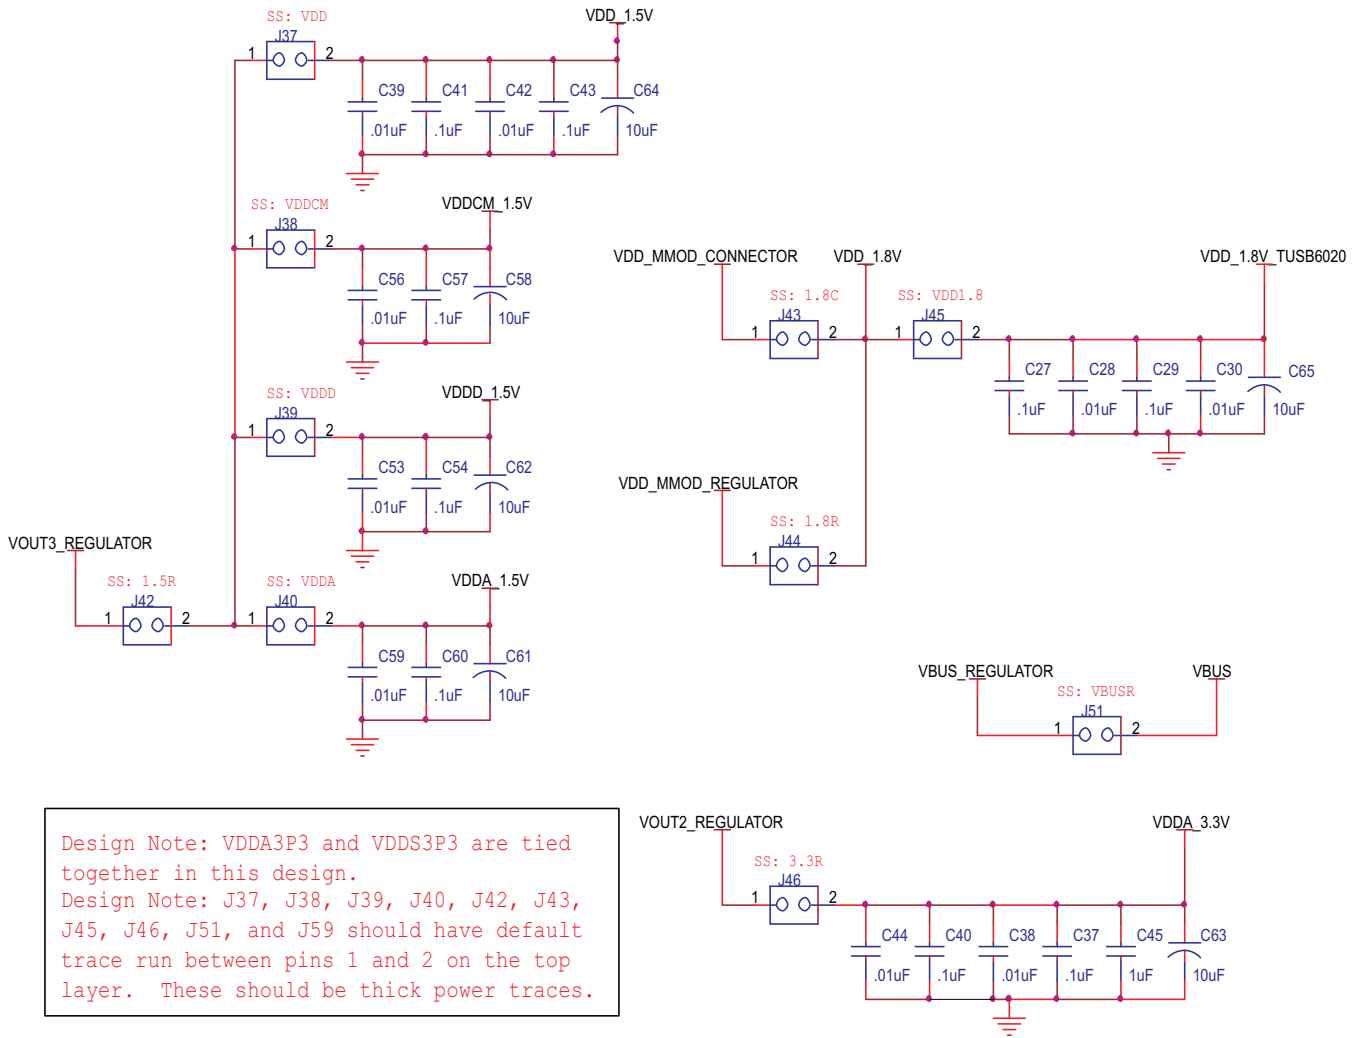 SS: VDD
J37
1 2
VDD_1.5V
C39 C41 C42 C43 C64
.01uF .1uF .01uF .1uF 10uF
SS: VDDCM
J38
1 2
VDDCM_1.5V
C56 C57 C58
.01uF .1uF 10uF
SS: VDDD
J39
1 2
VDDD_1.5V
C53 C54 C62
.01uF .1uF 10uF
VOUT3_REGULATOR
SS: 1.5R
J42
1 2
SS: VDDA
J40
1 2
VDDA_1.5V
C59 C60 C61
.01uF .1uF 10uF
VDD_MMOD_CONNECTOR
SS: 1.8C
J43
1 2
VDD_1.8V
SS: VDD1.8
J45
1 2
VDD_1.8V_TUSB6020
C27 C28 C29 C30 C65
.1uF .01uF .1uF .01uF 10uF
VDD_MMOD_REGULATOR
SS: 1.8R
J44
1 2
VBUS_REGULATOR
SS: VBUSR
J51
1 2
VBUS
VOUT2_REGULATOR
SS: 3.3R
J46
1 2
VDDA_3.3V
C44 C40 C38 C37 C45 C63
.01uF .1uF .01uF .1uF 1uF 10uF
Design Note: VDDA3P3 and VDDS3P3 are tied
together in this design.
Design Note: J37, J38, J39, J40, J42, J43,
J45, J46, J51, and J59 should have default
trace run between pins 1 and 2 on the top
layer. These should be thick power traces.